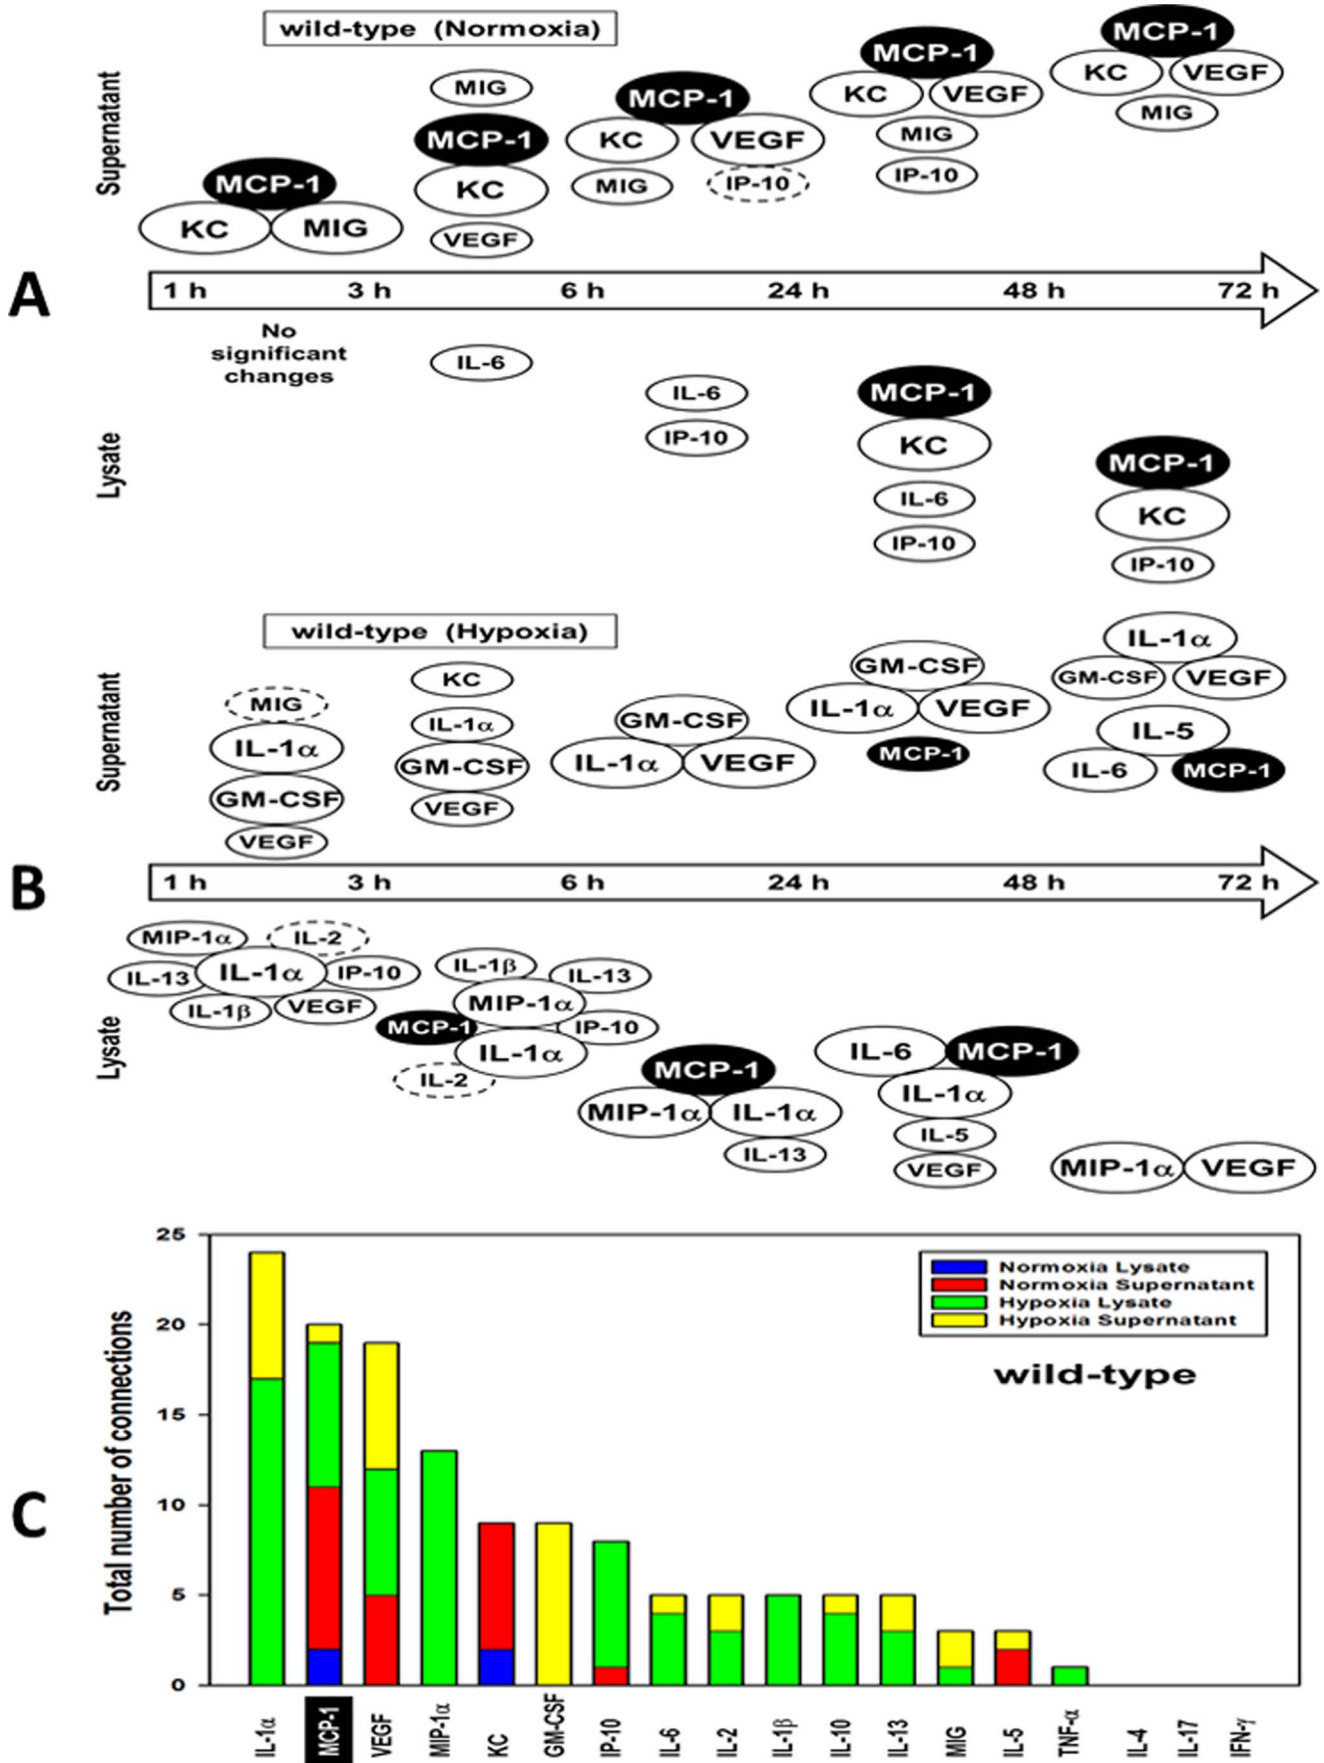 wild-type (Normoxia)
Supernatant
MCP-1
KC MIG
MIG
MCP-1
KC
VEGF
MCP-1
KC VEGF
MIG IP-10
MCP-1
KC VEGF
MIG
IP-10
MCP-1
KC VEGF
MIG
A
1 h 3 h 6 h 24 h 48 h 72 h
Lysate
No
significant
changes
IL-6
IL-6
IP-10
MCP-1
KC
IL-6
IP-10
MCP-1
KC
IP-10
wild-type (Hypoxia)
Supernatant
MIG
IL-1α
GM-CSF
VEGF
KC
IL-1α
GM-CSF
VEGF
GM-CSF
IL-1α VEGF
GM-CSF
IL-1α VEGF
MCP-1
IL-1α
GM-CSF VEGF
IL-5
IL-6 MCP-1
B
1 h 3 h 6 h 24 h 48 h 72 h
Lysate
MIP-1α IL-2
IL-13 IL-1α IP-10
IL-1β VEGF
IL-1β IL-13
MIP-1α
MCP-1 IP-10
IL-1α
IL-2
MCP-1
MIP-1α IL-1α
IL-13
IL-6 MCP-1
IL-1α
IL-5
VEGF
MIP-1α VEGF
C
Total number of connections
25
20
15
10
5
0
Normoxia Lysate
Normoxia Supernatant
Hypoxia Lysate
Hypoxia Supernatant
wild-type
IL-1α
MCP-1
VEGF
MIP-1α
KC
GM-CSF
IP-10
IL-6
IL-2
IL-1β
IL-10
IL-13
MIG
IL-5
TNF-α
IL-4
IL-17
FN-γ